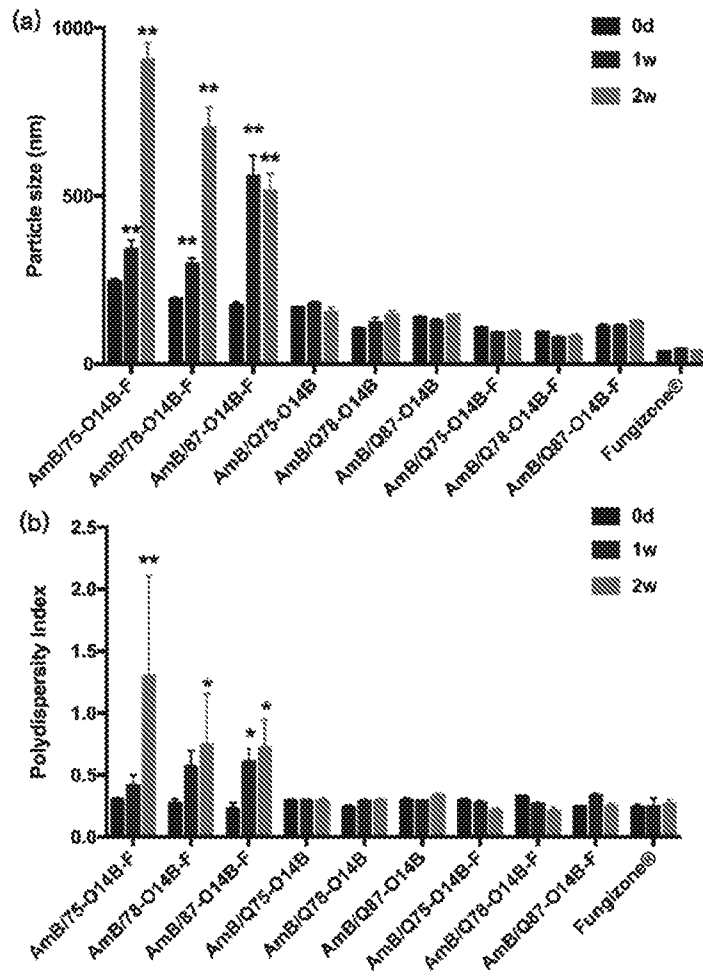 (a)
1000
500
0
Particle size (nm)
0d
1w
2w
**
**
**
**
**
**
AmB/75-O14B-F
AmB/78-O14B-F
AmB/87-O14B-F
AmB/Q75-O14B
AmB/Q78-O14B
AmB/Q87-O14B
AmB/Q75-O14B-F
AmB/Q78-O14B-F
AmB/Q87-O14B-F
Fungizone®
(b)
2.5
2.0
1.5
1.0
0.5
0.0
Polydispersity Index
0d
1w
2w
**
*
*
*
AmB/75-O14B-F
AmB/78-O14B-F
AmB/87-O14B-F
AmB/Q75-O14B
AmB/Q78-O14B
AmB/Q87-O14B
AmB/Q75-O14B-F
AmB/Q78-O14B-F
AmB/Q87-O14B-F
Fungizone®